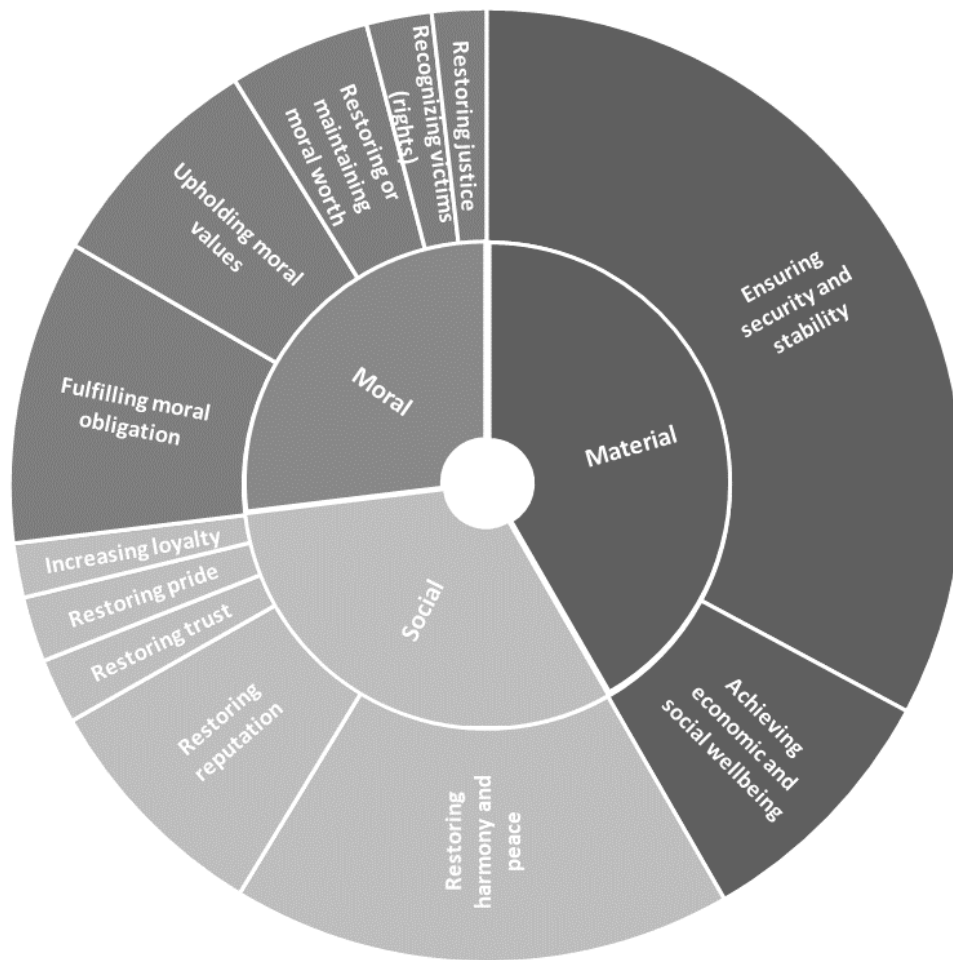 Material
Ensuring
security and
stability
Achieving
economic and
social wellbeing
Social
Restoring
harmony and
peace
Restoring
reputation
Restoring trust
Restoring pride
Increasing loyalty
Moral
Fulfilling moral
obligation
Upholding moral
values
Restoring or
maintaining
moral worth
Recognizing victims
(rights)
Restoring justice